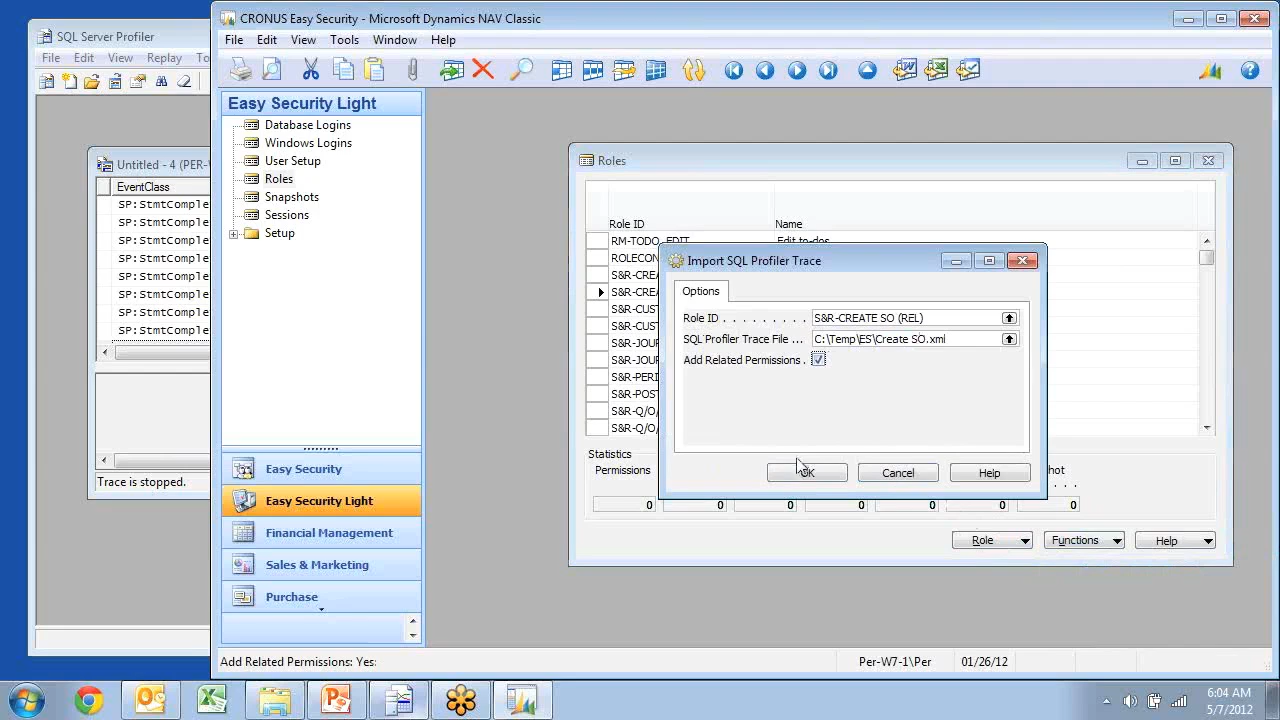 SQL Server Profiler
File Edit View Replay To
Untitled - 4 (PER-W
EventClass
SP:StmtComple
SP:StmtComple
SP:StmtComple
SP:StmtComple
SP:StmtComple
SP:StmtComple
SP:StmtComple
SP:StmtComple
Trace is stopped.
CRONUS Easy Security - Microsoft Dynamics NAV Classic
File Edit View Tools Window Help
Easy Security Light
Database Logins
Windows Logins
User Setup
Roles
Snapshots
Sessions
Setup
Easy Security
Easy Security Light
Financial Management
Sales & Marketing
Purchase
Roles
Role ID Name
RM-TODO, EDIT Edit to-dos
ROLECON
S&R-CREA
S&R-CREA
S&R-CUST
S&R-CUST
S&R-JOUR
S&R-JOUR
S&R-PERI
S&R-POST
S&R-Q/O/
S&R-Q/O/
Statistics
Permissions
hot
0 0 0 0 0 0 0
Role Functions Help
Import SQL Profiler Trace
Options
Role ID . . . . . . . . . S&R-CREATE SO (REL)
SQL Profiler Trace File ... C:\Temp\ES\Create SO.xml
Add Related Permissions .
OK Cancel Help
Add Related Permissions: Yes:
Per-W7-1\Per 01/26/12
6:04 AM
5/7/2012